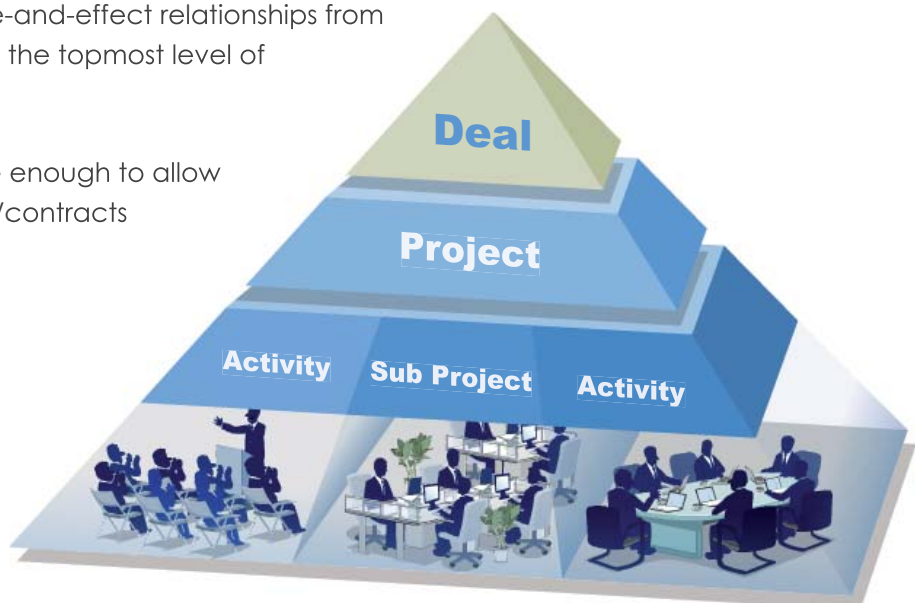 e-and-effect relationships from
the topmost level of
enough to allow
/contracts
Deal
Project
Activity
Sub Project
Activity